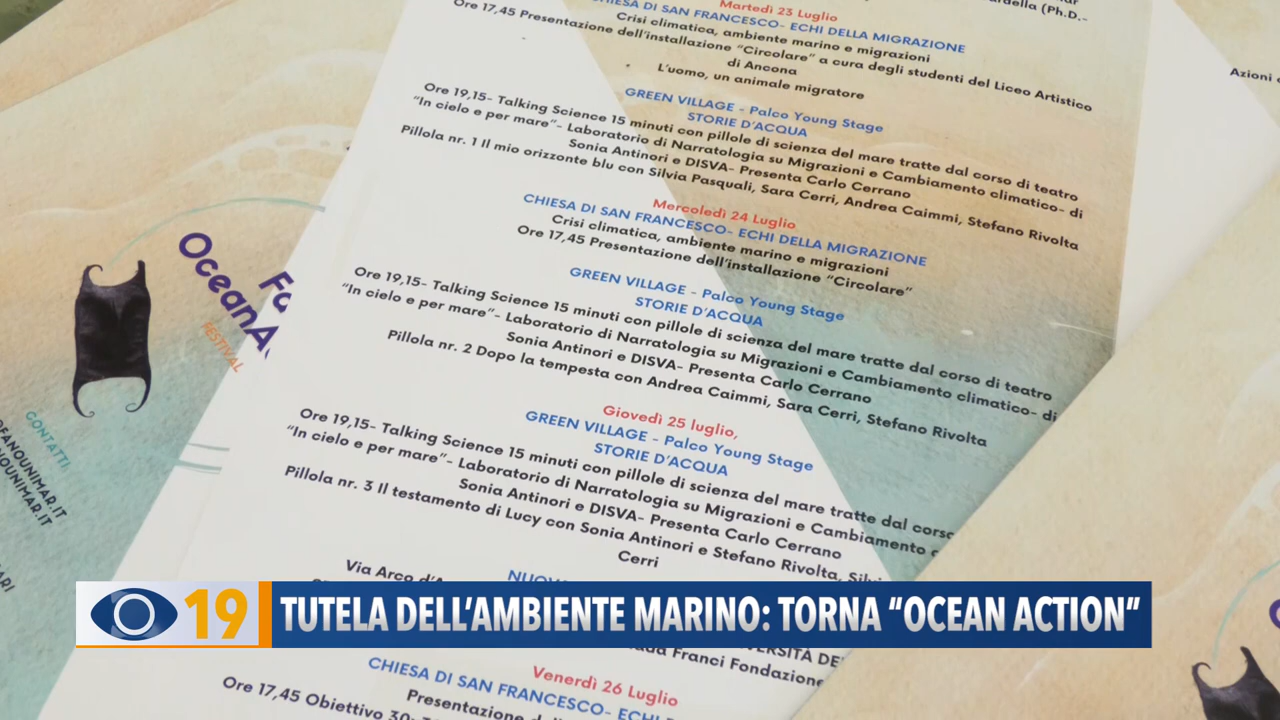 Martedì 23 Luglio
CHIESA DI SAN FRANCESCO- ECHI DELLA MIGRAZIONE
Crisi climatica, ambiente marino e migrazioni
Ore 17,45 Presentazione dell'installazione "Circolare" a cura degli studenti del Liceo Artistico
di Ancona
L'uomo, un animale migratore
GREEN VILLAGE - Palco Young Stage
STORIE D'ACQUA
Ore 19,15- Talking Science 15 minuti con pillole di scienza del mare tratte dal corso di teatro
"In cielo e per mare"- Laboratorio di Narratologia su Migrazioni e Cambiamento climatico- di
Sonia Antinori e DISVA- Presenta Carlo Cerrano
Pillola nr. 1 Il mio orizzonte blu con Silvia Pasquali, Sara Cerri, Andrea Caimmi, Stefano Rivolta
Mercoledì 24 Luglio
CHIESA DI SAN FRANCESCO- ECHI DELLA MIGRAZIONE
Crisi climatica, ambiente marino e migrazioni
Ore 17,45 Presentazione dell'installazione "Circolare"
GREEN VILLAGE - Palco Young Stage
STORIE D'ACQUA
Ore 19,15- Talking Science 15 minuti con pillole di scienza del mare tratte dal corso di teatro
"In cielo e per mare"- Laboratorio di Narratologia su Migrazioni e Cambiamento climatico- di
Sonia Antinori e DISVA- Presenta Carlo Cerrano
Pillola nr. 2 Dopo la tempesta con Andrea Caimmi, Sara Cerri, Stefano Rivolta
Giovedì 25 luglio,
GREEN VILLAGE - Palco Young Stage
STORIE D'ACQUA
Ore 19,15- Talking Science 15 minuti con pillole di scienza del mare tratte dal corso
"In cielo e per mare"- Laboratorio di Narratologia su Migrazioni e Cambiamento
Sonia Antinori e DISVA- Presenta Carlo Cerrano
Pillola nr. 3 Il testamento di Lucy con Sonia Antinori e Stefano Rivolta,
Cerri
Via Arco
Franci Fondazione
Venerdì 26 Luglio
CHIESA DI SAN FRANCESCO-
Ore 17,45 Obiettivo 30:
(Ph.D.-
Azioni
OceanA
FESTIVAL
CONTATTI
19 TUTELA DELL'AMBIENTE MARINO: TORNA "OCEAN ACTION"